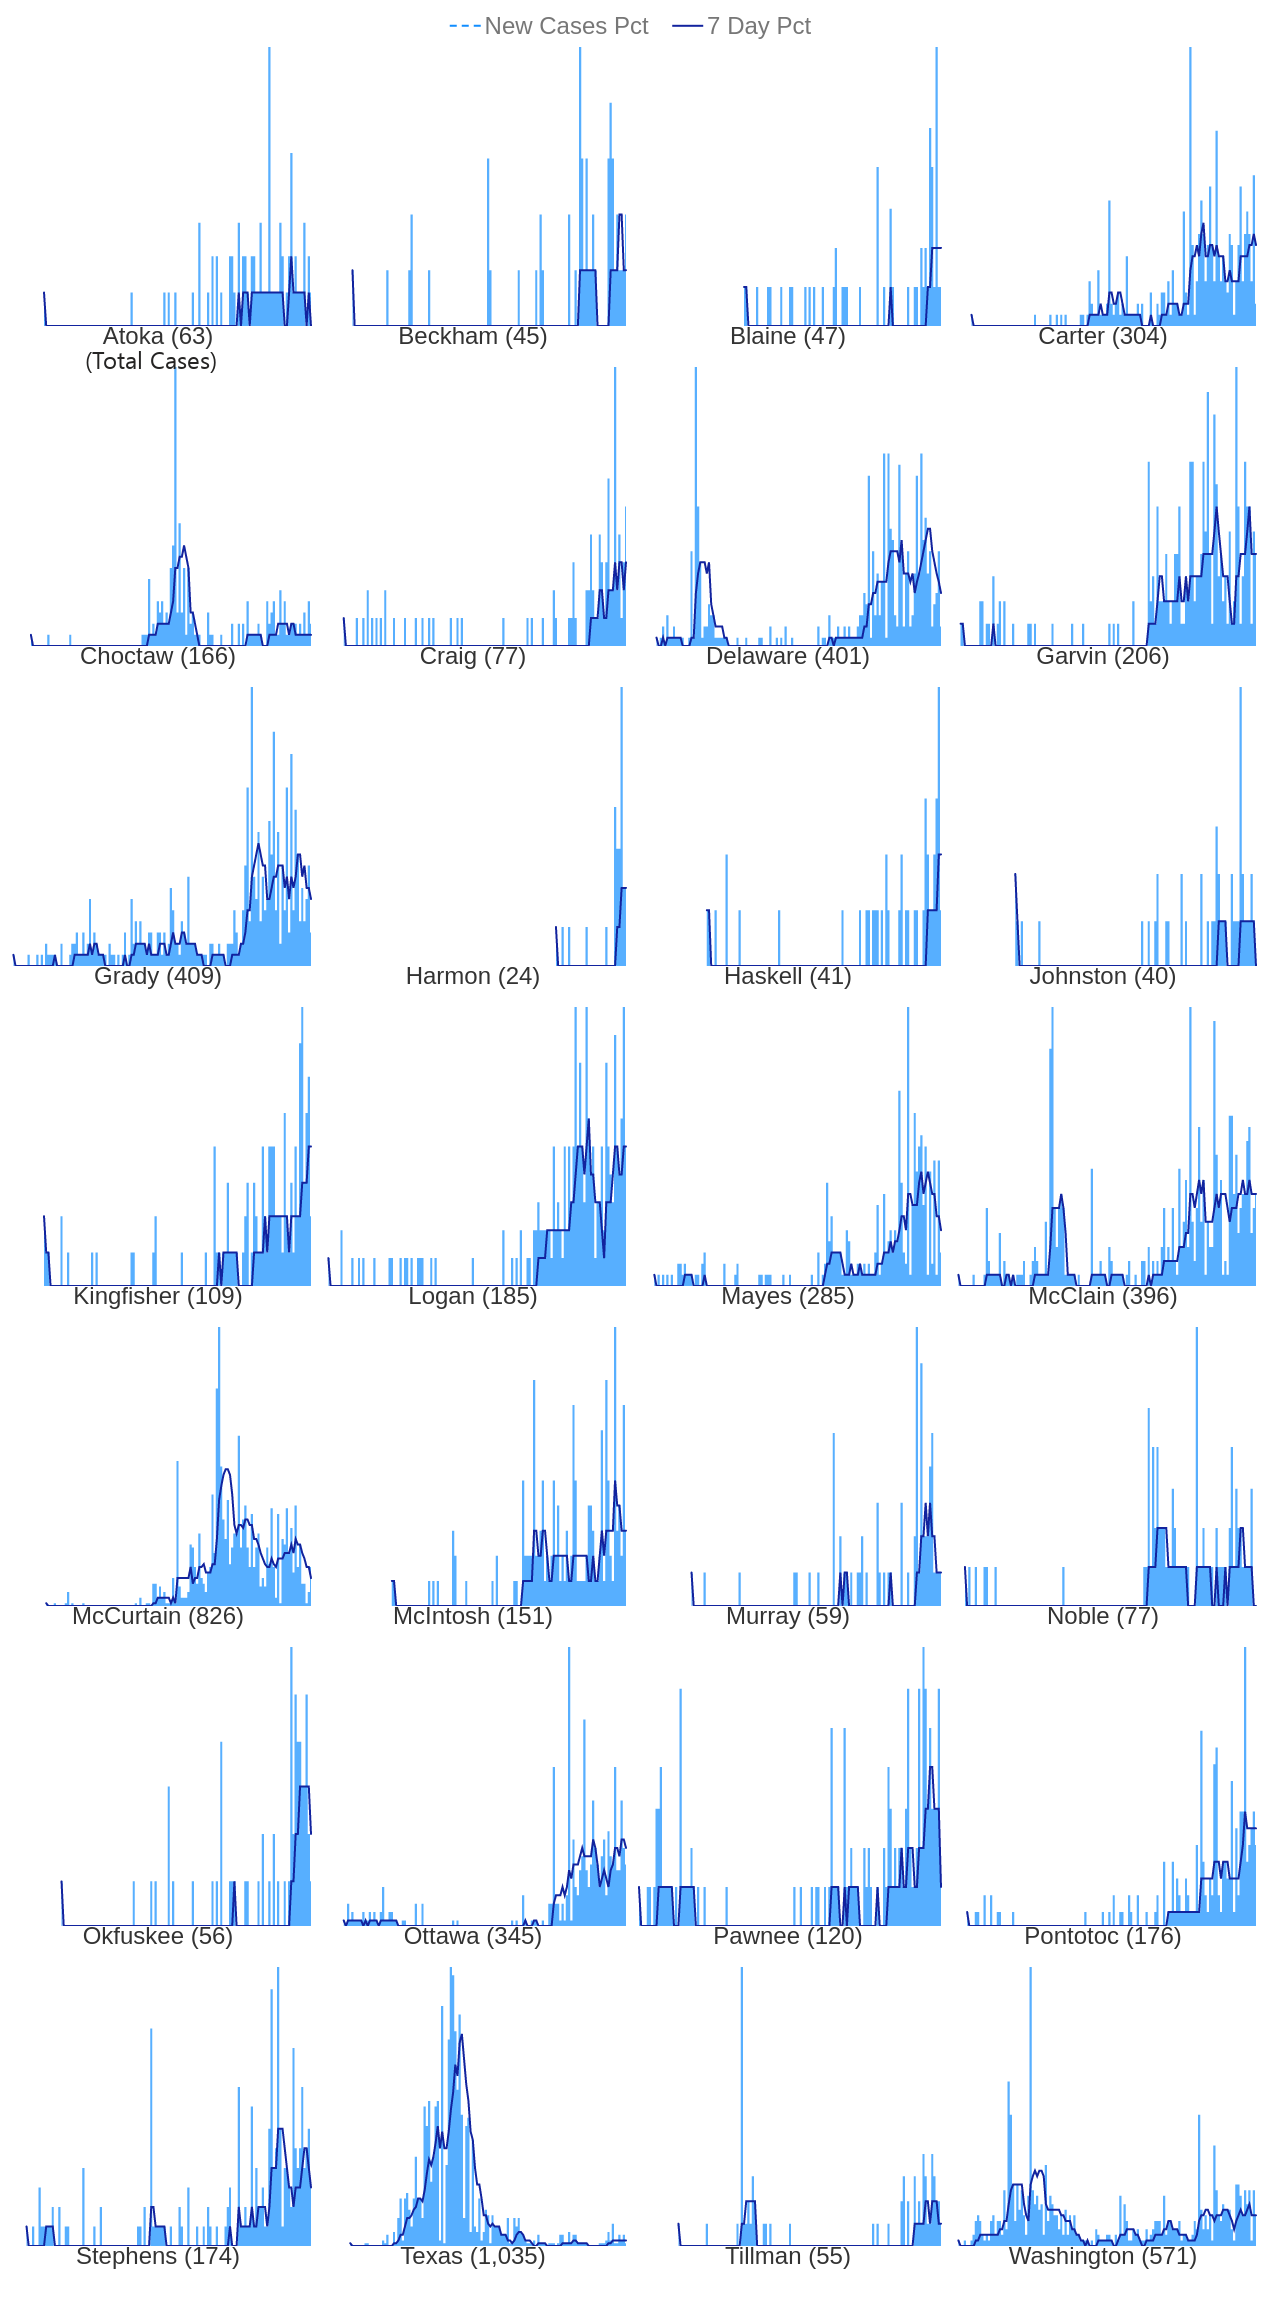 New Cases Pct 7 Day Pct
Atoka (63) Beckham (45) Blaine (47) Carter (304)
(Total Cases)
Choctaw (166) Craig (77) Delaware (401) Garvin (206)
Grady (409) Harmon (24) Haskell (41) Johnston (40)
Kingfisher (109) Logan (185) Mayes (285) McClain (396)
McCurtain (826) McIntosh (151) Murray (59) Noble (77)
Okfuskee (56) Ottawa (345) Pawnee (120) Pontotoc (176)
Stephens (174) Texas (1,035) Tillman (55) Washington (571)